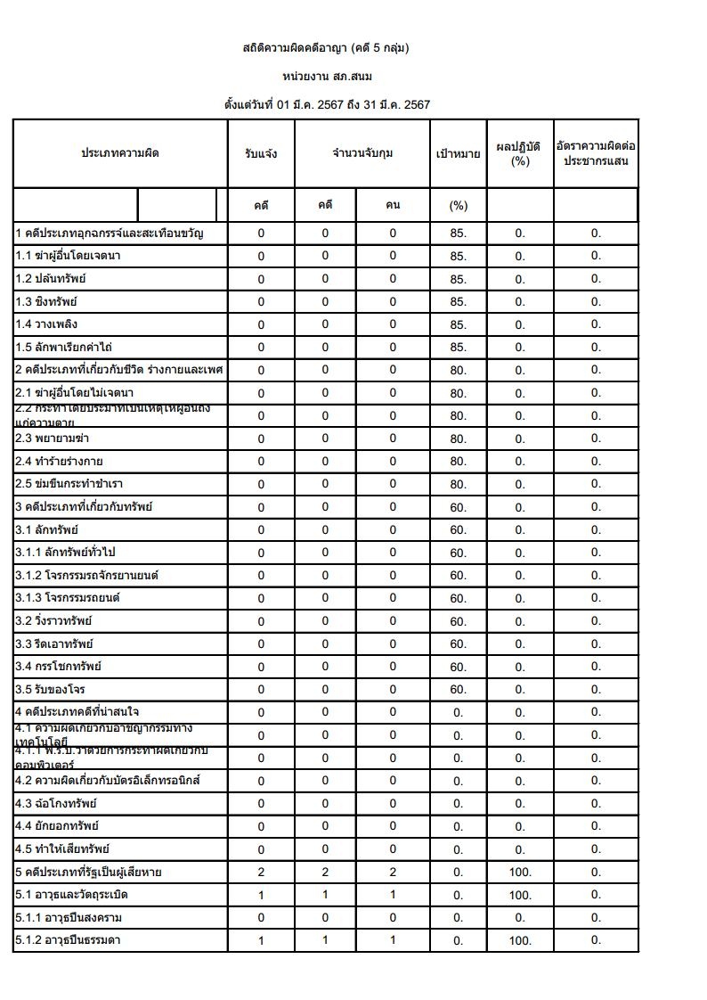 สถิติความผิดคดีอาญา (คดี 5 กลุ่ม)
หน่วยงาน สภ.สนม
ตั้งแต่วันที่ 01 มี.ค. 2567 ถึง 31 มี.ค. 2567
ประเภทความผิด รับแจ้ง จำนวนจับกุม เป้าหมาย ผลปฏิบัติ (%) อัตราความผิดต่อ ประชากรแสน
คดี คดี คน (%)
1 คดีประเภทอุกฉกรรจ์และสะเทือนขวัญ 0 0 0 85. 0. 0.
1.1 ฆ่าผู้อื่นโดยเจตนา 0 0 0 85. 0. 0.
1.2 ปล้นทรัพย์ 0 0 0 85. 0. 0.
1.3 ชิงทรัพย์ 0 0 0 85. 0. 0.
1.4 วางเพลิง 0 0 0 85. 0. 0.
1.5 ลักพาเรียกค่าไถ่ 0 0 0 85. 0. 0.
2 คดีประเภทที่เกี่ยวกับชีวิต ร่างกายและเพศ 0 0 0 80. 0. 0.
2.1 ฆ่าผู้อื่นโดยไม่เจตนา 0 0 0 80. 0. 0.
2.2 กระทำโดยประมาทเป็นเหตุให้ผู้อื่นถึง
แก่ความตาย 0 0 0 80. 0. 0.
2.3 พยายามฆ่า 0 0 0 80. 0. 0.
2.4 ทำร้ายร่างกาย 0 0 0 80. 0. 0.
2.5 ข่มขืนกระทำชำเรา 0 0 0 80. 0. 0.
3 คดีประเภทที่เกี่ยวกับทรัพย์ 0 0 0 60. 0. 0.
3.1 ลักทรัพย์ 0 0 0 60. 0. 0.
3.1.1 ลักทรัพย์ทั่วไป 0 0 0 60. 0. 0.
3.1.2 โจรกรรมรถจักรยานยนต์ 0 0 0 60. 0. 0.
3.1.3 โจรกรรมรถยนต์ 0 0 0 60. 0. 0.
3.2 วิ่งราวทรัพย์ 0 0 0 60. 0. 0.
3.3 รีดเอาทรัพย์ 0 0 0 60. 0. 0.
3.4 กรรโชกทรัพย์ 0 0 0 60. 0. 0.
3.5 รับของโจร 0 0 0 60. 0. 0.
4 คดีประเภทคดีที่น่าสนใจ 0 0 0 0. 0. 0.
4.1 ความผิดเกี่ยวกับอาชญากรรมทาง
เทคโนโลยี 0 0 0 0. 0. 0.
4.1.1 พ.ร.บ.ว่าด้วยการกระทำผิดเกี่ยวกับ
คอมพิวเตอร์ 0 0 0 0. 0. 0.
4.2 ความผิดเกี่ยวกับบัตรอิเล็กทรอนิกส์ 0 0 0 0. 0. 0.
4.3 ฉ้อโกงทรัพย์ 0 0 0 0. 0. 0.
4.4 ยักยอกทรัพย์ 0 0 0 0. 0. 0.
4.5 ทำให้เสียทรัพย์ 0 0 0 0. 0. 0.
5 คดีประเภทที่รัฐเป็นผู้เสียหาย 2 2 2 0. 100. 0.
5.1 อาวุธและวัตถุระเบิด 1 1 1 0. 100. 0.
5.1.1 อาวุธปืนสงคราม 0 0 0 0. 0. 0.
5.1.2 อาวุธปืนธรรมดา 1 1 1 0. 100. 0.